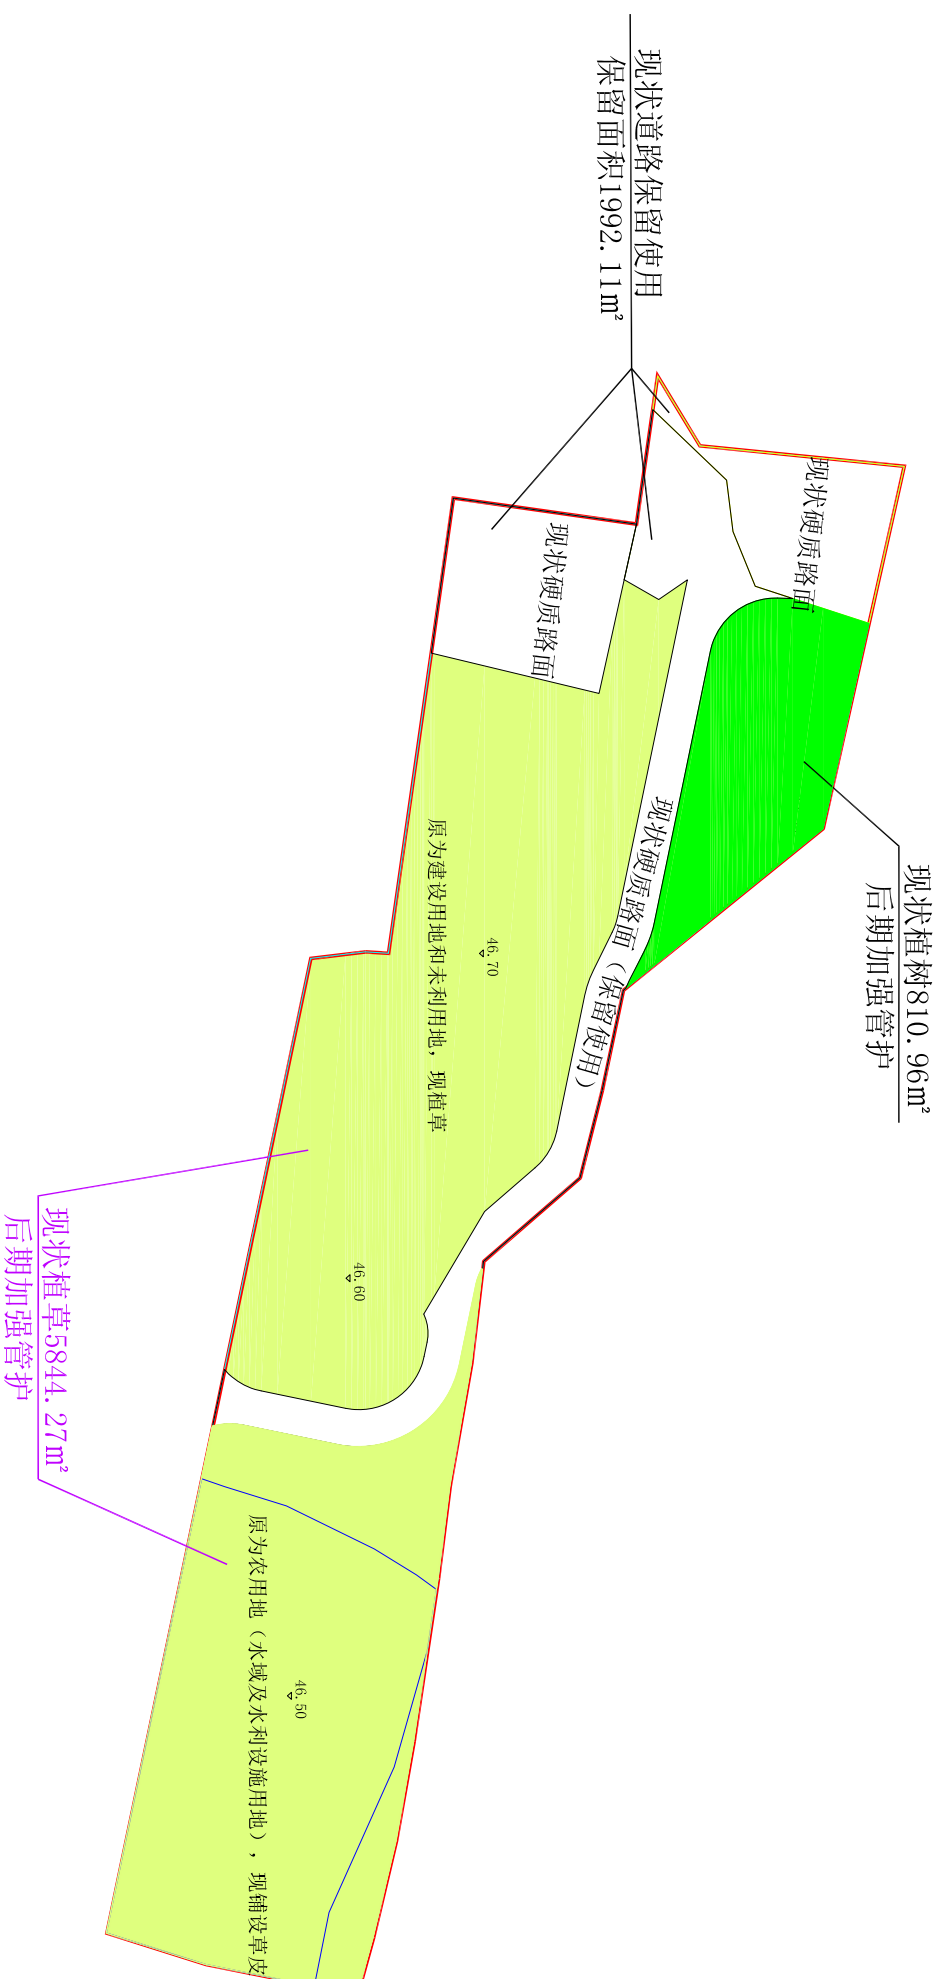 现状道路保留使用
保留面积1992.11m²
现状硬质路面
现状硬质路面
现状植树810.96m²
后期加强管护
现状硬质路面（保留使用）
46.70
原为建设用地和未利用地，现植草
46.60
现状植草5844.27m²
后期加强管护
46.50
原为农用地（水域及水利设施用地），现铺设草皮